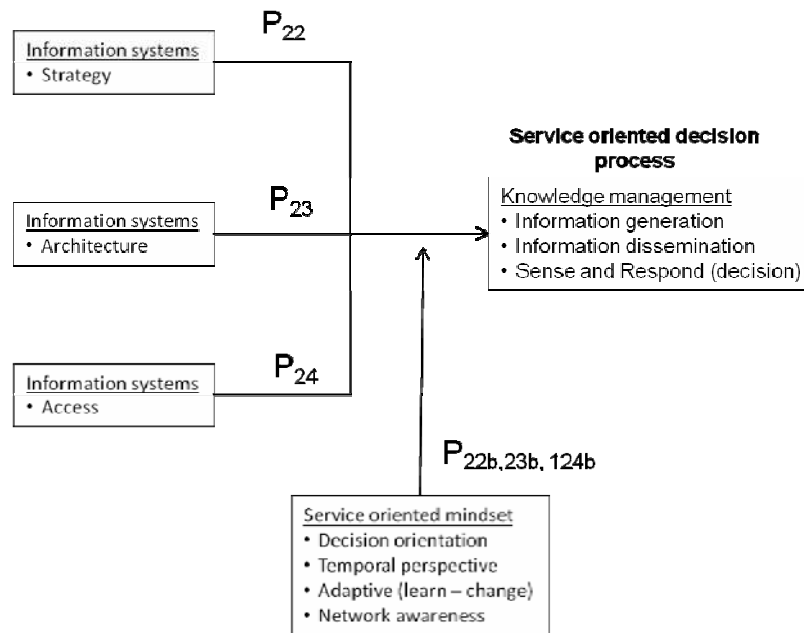 P22
Information systems
• Strategy
Service oriented decision
process
Knowledge management
• Information generation
• Information dissemination
• Sense and Respond (decision)
P23
Information systems
• Architecture
P24
Information systems
• Access
P22b,23b, 124b
Service oriented mindset
• Decision orientation
• Temporal perspective
• Adaptive (learn – change)
• Network awareness